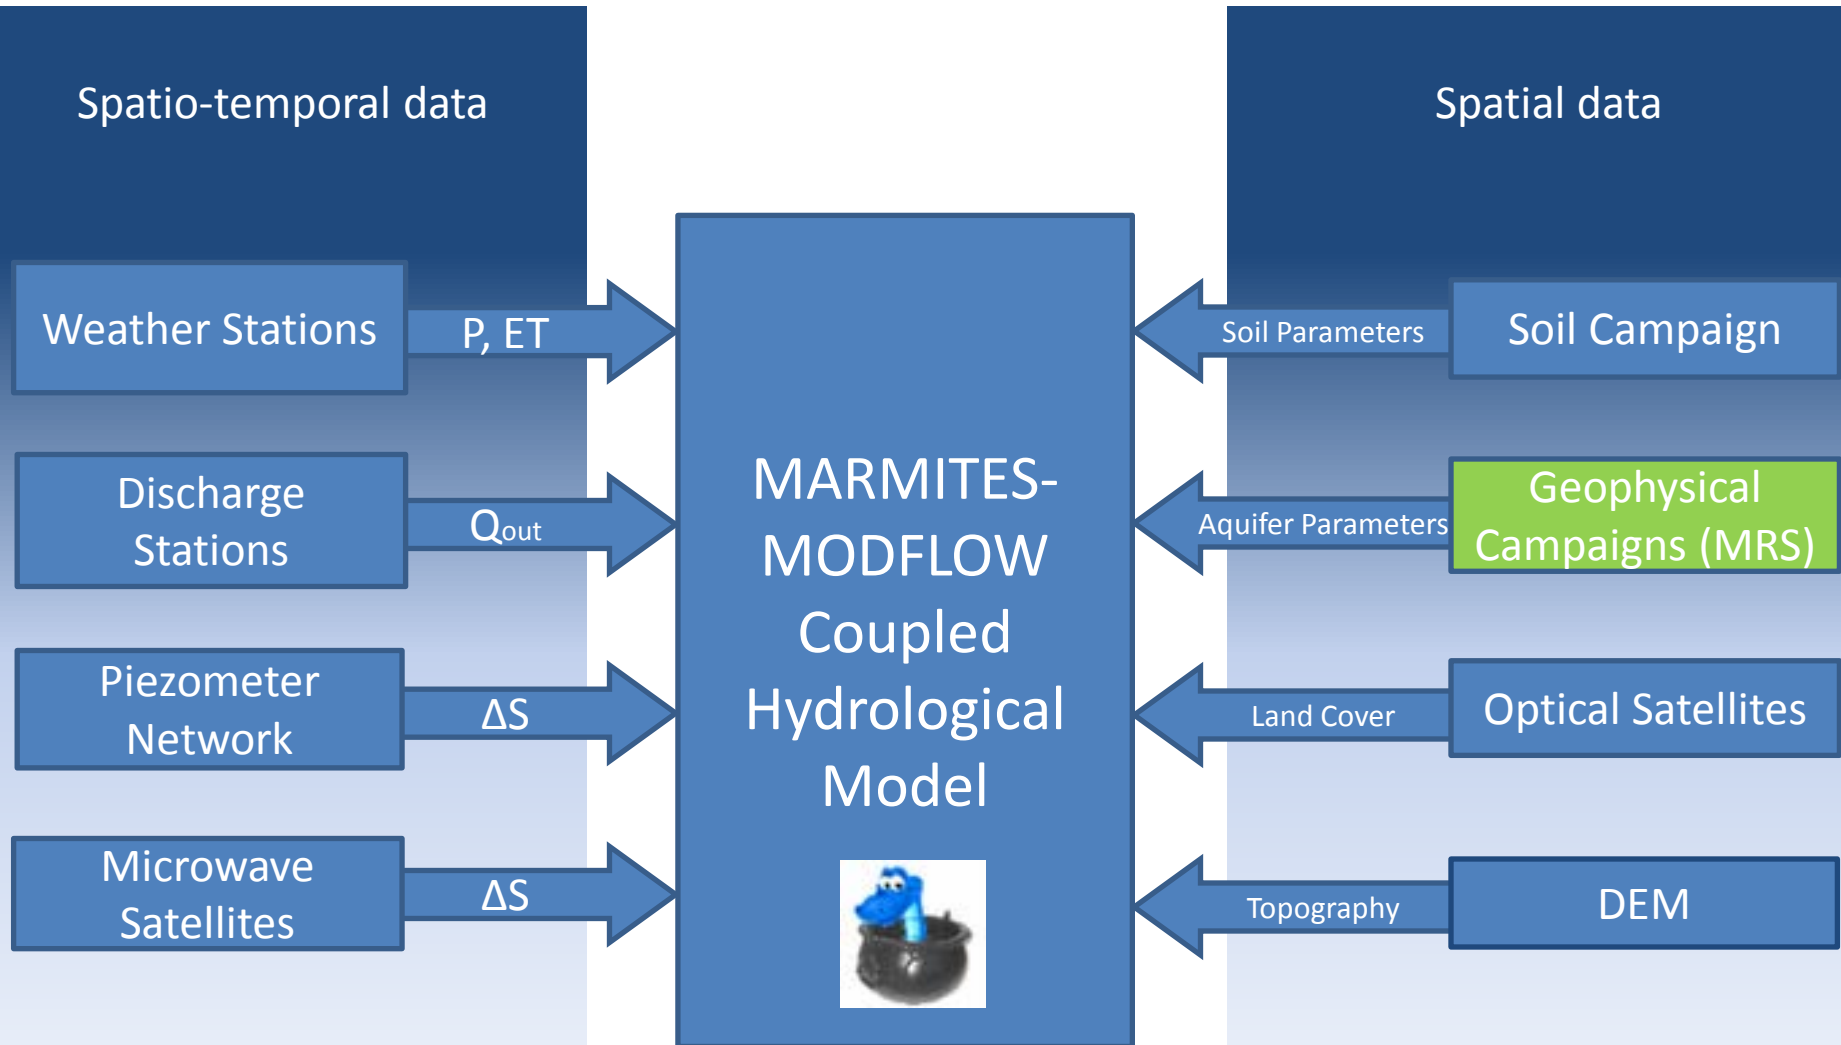 Spatio-temporal data
Weather Stations
P, ET
Discharge
Stations
Qout
Piezometer
Network
ΔS
Microwave
Satellites
ΔS
MARMITES-
MODFLOW
Coupled
Hydrological
Model
Spatial data
Soil Parameters
Soil Campaign
Aquifer Parameters
Geophysical
Campaigns (MRS)
Land Cover
Optical Satellites
Topography
DEM